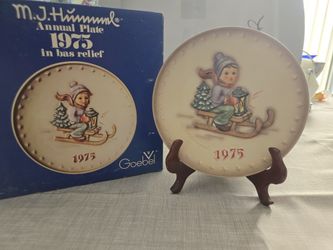 M.J. Hummel
Annual Plate
1975
in bas relief
1975
Goebel
1975